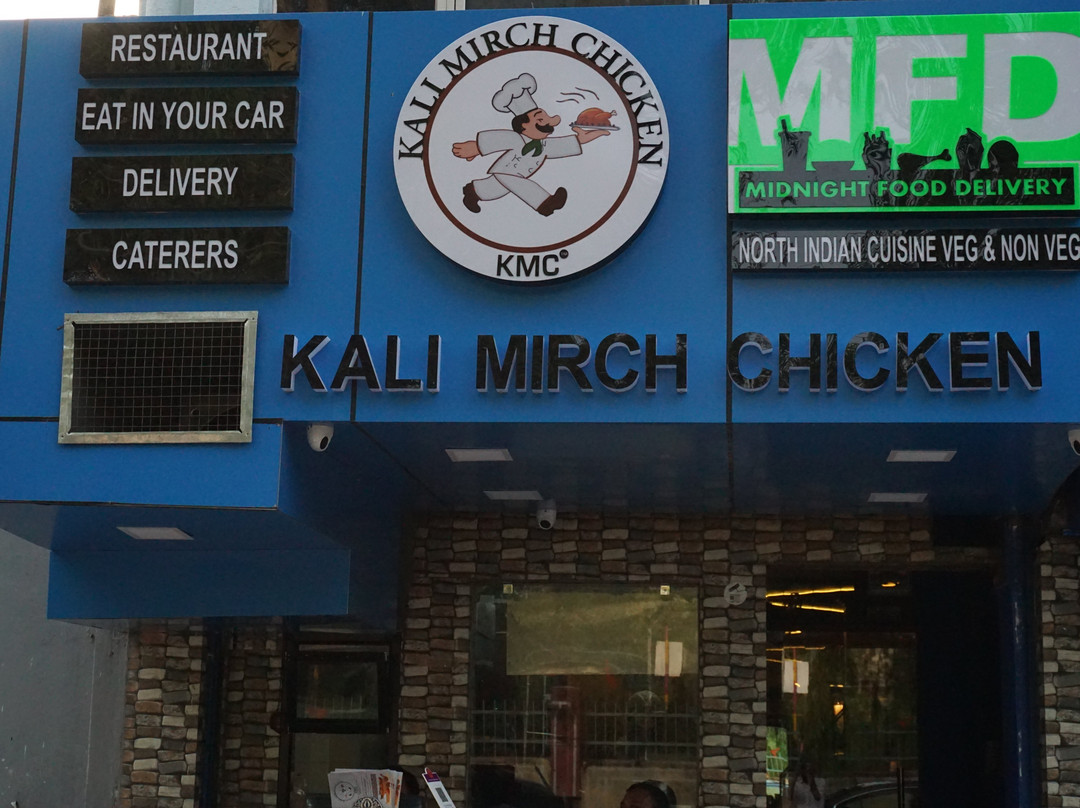 RESTAURANT
EAT IN YOUR CAR
DELIVERY
CATERERS
KALI MIRCH CHICKEN
KMC
MFD
MIDNIGHT FOOD DELIVERY
NORTH INDIAN CUISINE VEG & NON VEG
KALI MIRCH CHICKEN